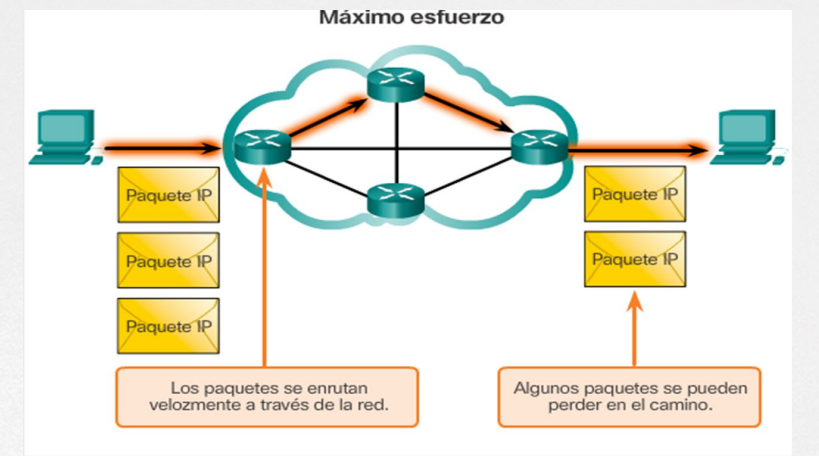 Máximo esfuerzo
Paquete IP
Paquete IP
Paquete IP
Paquete IP
Paquete IP
Los paquetes se enrutan
velozmente a través de la red.
Algunos paquetes se pueden
perder en el camino.